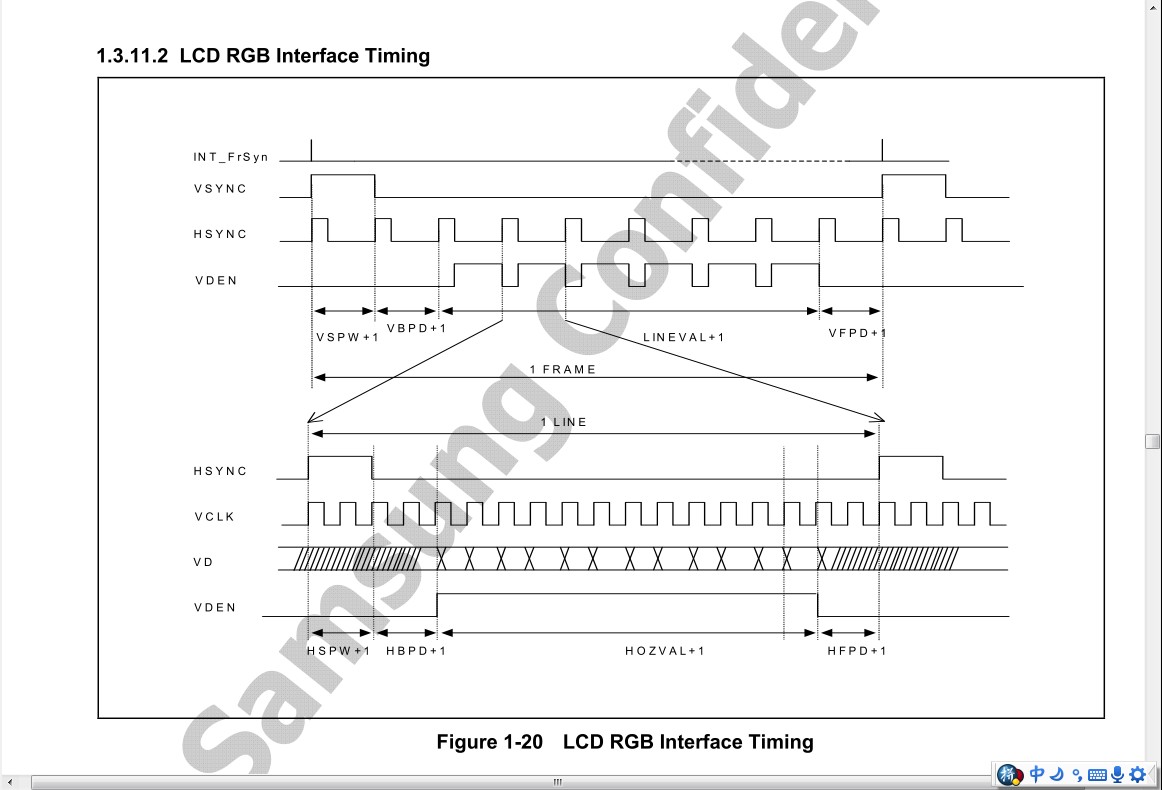 1.3.11.2 LCD RGB Interface Timing
INT_FrSyn
VSYNC
HSYNC
VDEN
VSPW+1
VBPD+1
LINEVAL+1
VFPD+1
1 FRAME
1 LINE
HSYNC
VCLK
VD
VDEN
HSPW+1
HBPD+1
HOZVAL+1
HFPD+1
Samsung Confiden
Figure 1-20 LCD RGB Interface Timing
拼 中